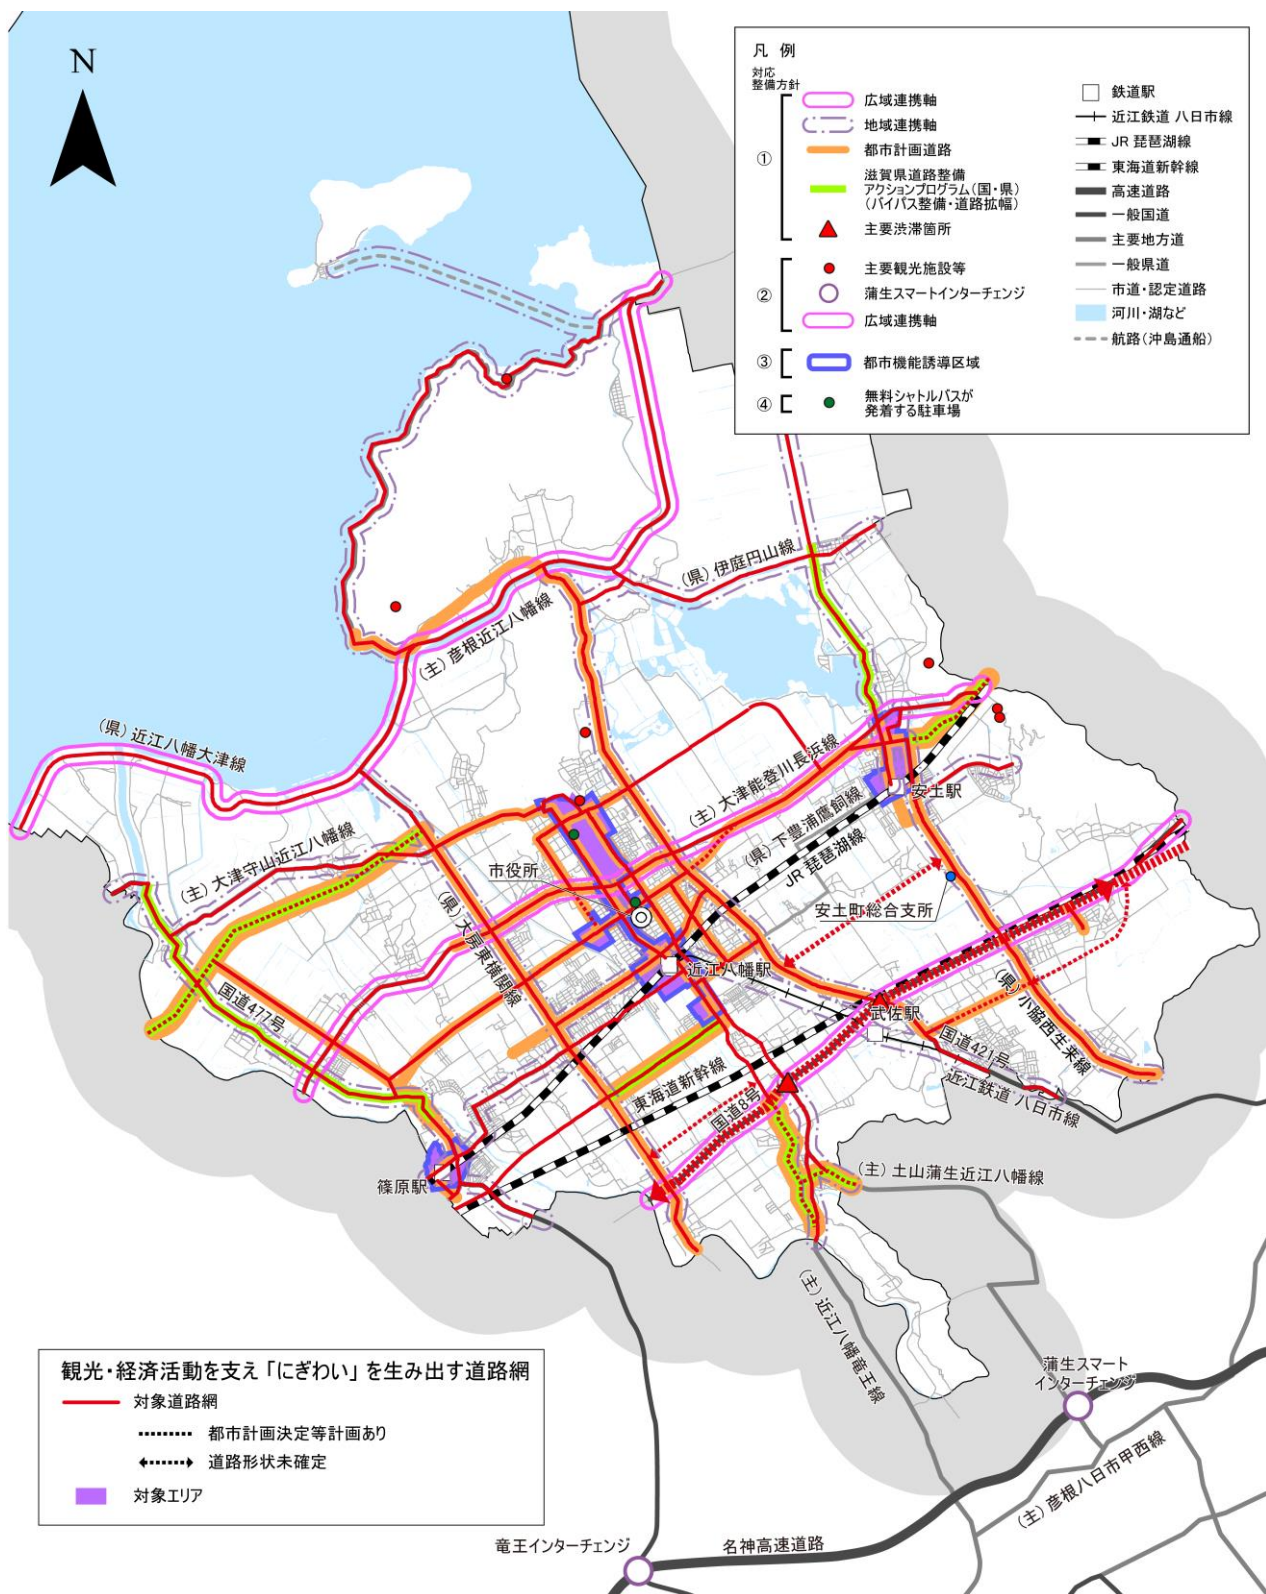 N
凡 例
対応
整備方針
①
広域連携軸
地域連携軸
都市計画道路
滋賀県道路整備
アクションプログラム(国・県)
(バイパス整備・道路拡幅)
主要渋滞箇所
②
主要観光施設等
蒲生スマートインターチェンジ
広域連携軸
③
都市機能誘導区域
④
無料シャトルバスが
発着する駐車場
鉄道駅
近江鉄道 八日市線
JR 琵琶湖線
東海道新幹線
高速道路
一般国道
主要地方道
一般県道
市道・認定道路
河川・湖など
航路(沖島通船)
(県) 伊庭円山線
(主) 彦根近江八幡線
(県) 近江八幡大津線
(主) 大津能登川長浜線
(県) 下豊浦鷹飼線
JR 琵琶湖線
安土駅
(主) 大津守山近江八幡線
市役所
安土町総合支所
(県) 大房東横関線
近江八幡駅
国道477号
武佐駅
(県) 小脇西生来線
国道421号
近江鉄道 八日市線
東海道新幹線
国道8号
篠原駅
(主) 土山蒲生近江八幡線
(主) 近江八幡竜王線
蒲生スマート
インターチェンジ
(主) 彦根八日市甲西線
竜王インターチェンジ
名神高速道路
観光・経済活動を支え「にぎわい」を生み出す道路網
対象道路網
都市計画決定等計画あり
道路形状未確定
対象エリア